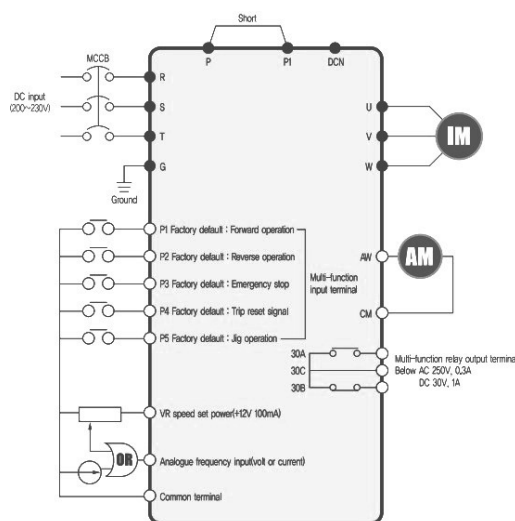 Short
P P1 DCN
MCCB
R
DC input
(200~230V)
S
T
G
Ground
U
V
W
IM
P1 Factory default : Forward operation
P2 Factory default : Reverse operation
P3 Factory default : Emergency stop
P4 Factory default : Trip reset signal
P5 Factory default : Jig operation
Multi-function
input terminal
AW
AM
CM
30A
30C
30B
Multi-function relay output terminal
Below AC 250V, 0.3A
DC 30V, 1A
VR speed set power(+12V 100mA)
OR
Analogue frequency input(volt or current)
Common terminal